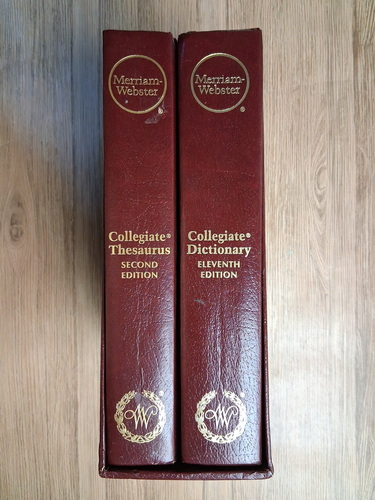 Merriam-
Webster
Collegiate®
Thesaurus
SECOND
EDITION
W
Merriam-
Webster
®
Collegiate®
Dictionary
ELEVENTH
EDITION
W